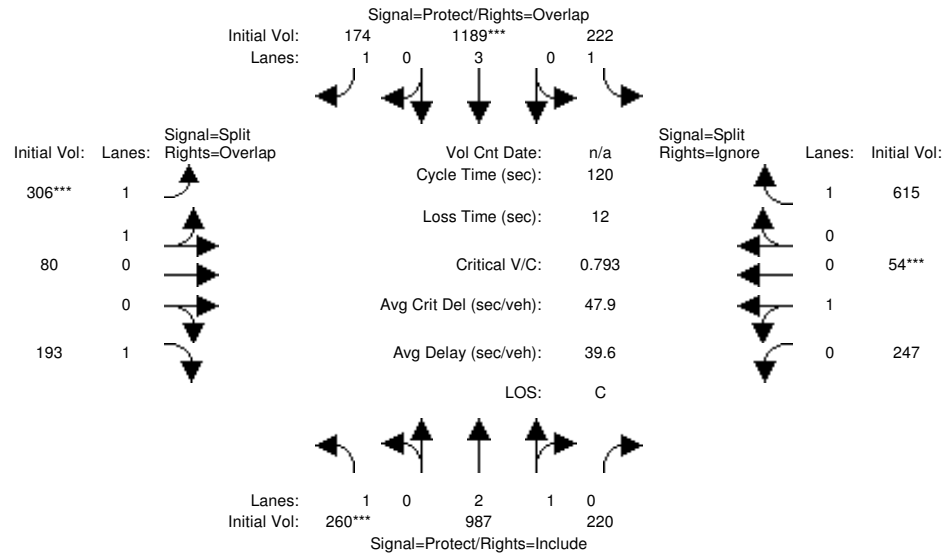 Signal=Protect/Rights=Overlap
Initial Vol: 174 1189*** 222
Lanes: 1 0 3 0 1
Signal=Split Signal=Split
Initial Vol: Lanes: Rights=Overlap Vol Cnt Date: n/a Rights=Ignore Lanes: Initial Vol:
Cycle Time (sec): 120
306*** 1 1 615
Loss Time (sec): 12
1 0
80 0 Critical V/C: 0.793 0 54***
0 Avg Crit Del (sec/veh): 47.9 1
193 1 Avg Delay (sec/veh): 39.6 0 247
LOS: C
Lanes: 1 0 2 1 0
Initial Vol: 260*** 987 220
Signal=Protect/Rights=Include